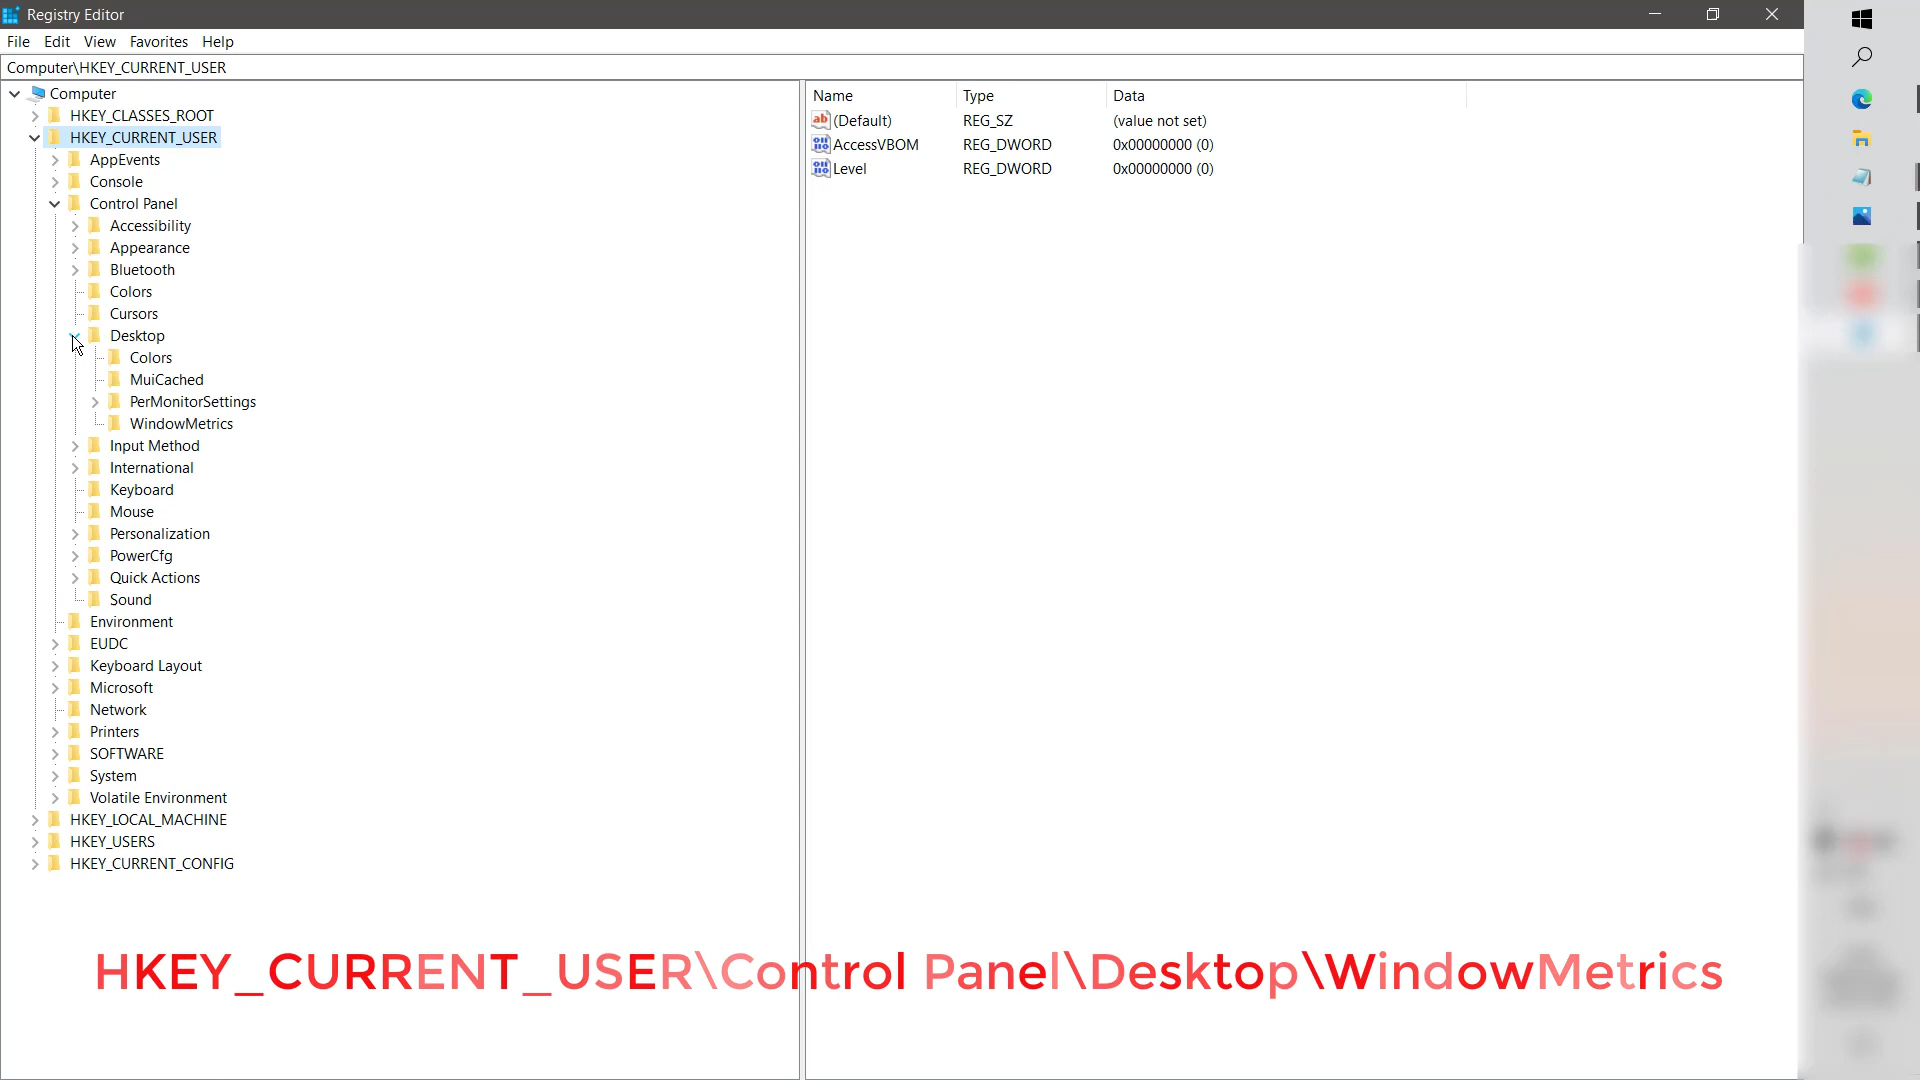 Registry Editor
File Edit View Favorites Help
Computer\HKEY_CURRENT_USER
Computer
HKEY_CLASSES_ROOT
HKEY_CURRENT_USER
AppEvents
Console
Control Panel
Accessibility
Appearance
Bluetooth
Colors
Cursors
Desktop
Colors
MuiCached
PerMonitorSettings
WindowMetrics
Input Method
International
Keyboard
Mouse
Personalization
PowerCfg
Quick Actions
Sound
Environment
EUDC
Keyboard Layout
Microsoft
Network
Printers
SOFTWARE
System
Volatile Environment
HKEY_LOCAL_MACHINE
HKEY_USERS
HKEY_CURRENT_CONFIG
Name Type Data
(Default) REG_SZ (value not set)
AccessVBOM REG_DWORD 0x00000000 (0)
Level REG_DWORD 0x00000000 (0)
HKEY_CURRENT_USER\Control Panel\Desktop\WindowMetrics